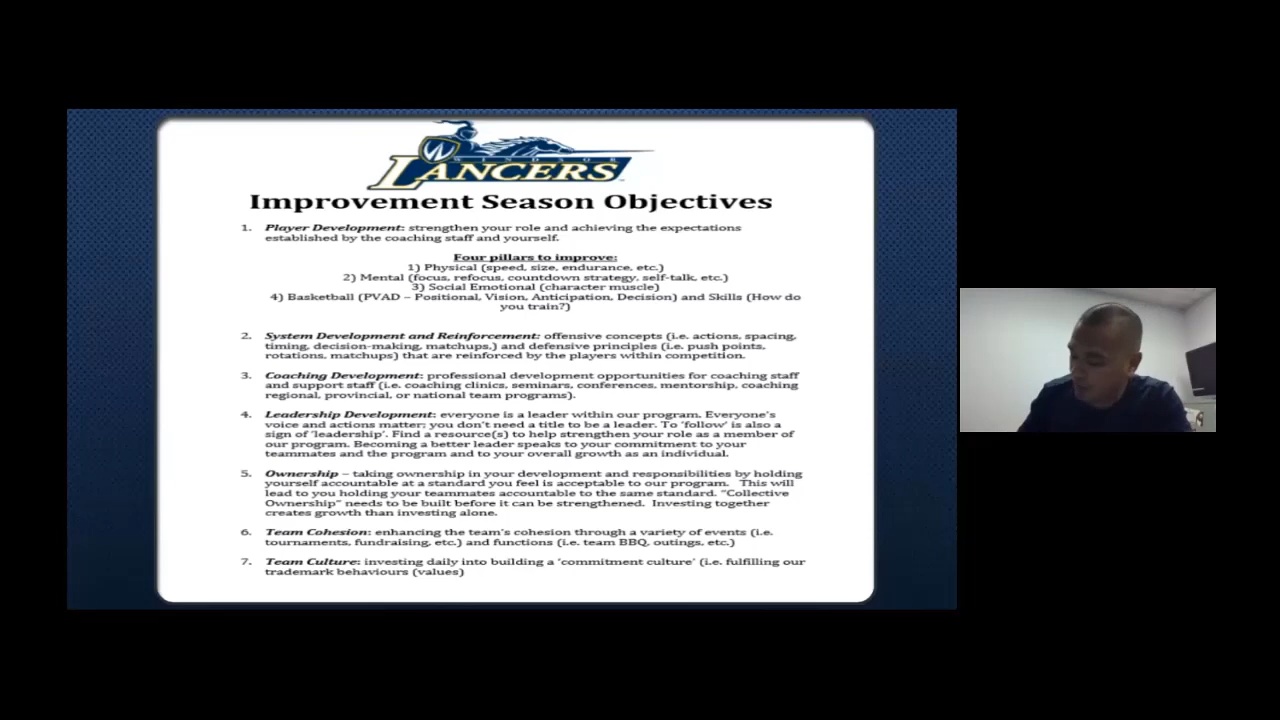 WINDSOR
LANCERS
Improvement Season Objectives
1. Player Development: strengthen your role and achieving the expectations
established by the coaching staff and yourself.
Four pillars to improve:
1) Physical (speed, size, endurance, etc.)
2) Mental (focus, refocus, countdown strategy, self-talk, etc.)
3) Social Emotional (character muscle)
4) Basketball (PVAD – Positional, Vision, Anticipation, Decision) and Skills (How do
you train?)
2. System Development and Reinforcement: offensive concepts (i.e. actions, spacing,
timing, decision-making, matchups,) and defensive principles (i.e. push points,
rotations, matchups) that are reinforced by the players within competition.
3. Coaching Development: professional development opportunities for coaching staff
and support staff (i.e. coaching clinics, seminars, conferences, mentorship, coaching
regional, provincial, or national team programs).
4. Leadership Development: everyone is a leader within our program. Everyone's
voice and actions matter; you don't need a title to be a leader. To 'follow' is also a
sign of 'leadership'. Find a resource(s) to help strengthen your role as a member of
our program. Becoming a better leader speaks to your commitment to your
teammates and the program and to your overall growth as an individual.
5. Ownership – taking ownership in your development and responsibilities by holding
yourself accountable at a standard you feel is acceptable to our program. This will
lead to you holding your teammates accountable to the same standard. "Collective
Ownership" needs to be built before it can be strengthened. Investing together
creates growth than investing alone.
6. Team Cohesion: enhancing the team's cohesion through a variety of events (i.e.
tournaments, fundraising, etc.) and functions (i.e. team BBQ, outings, etc.)
7. Team Culture: investing daily into building a 'commitment culture' (i.e. fulfilling our
trademark behaviours (values)